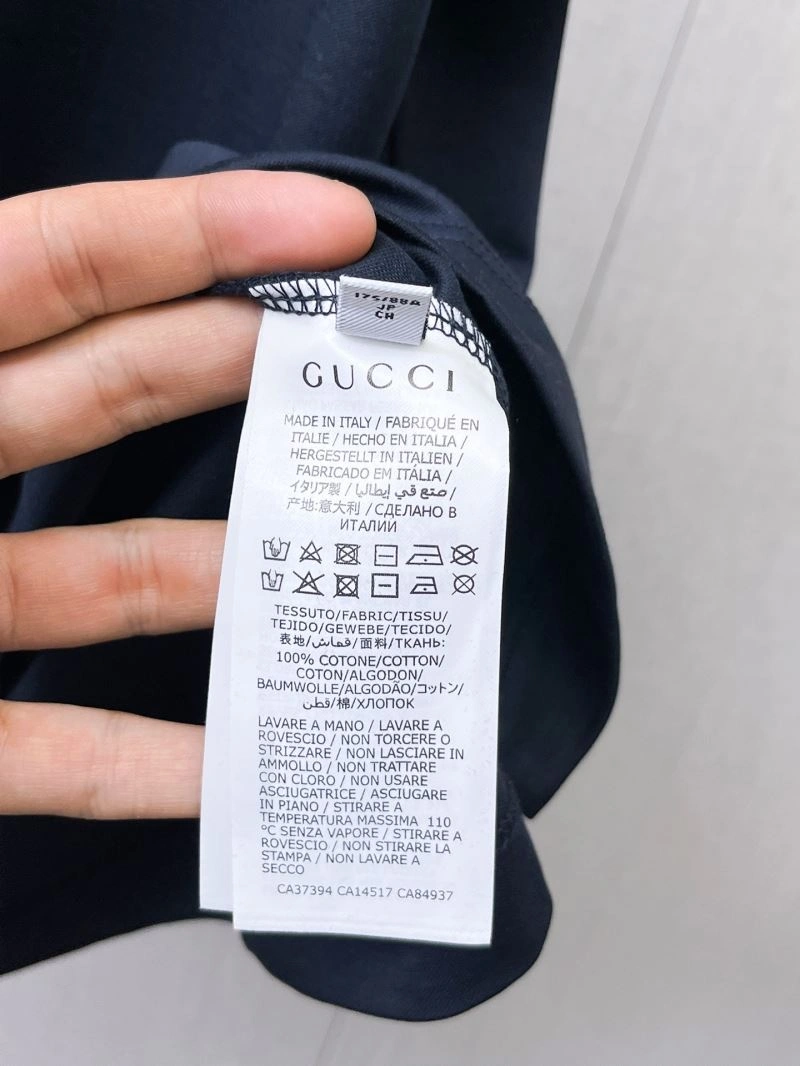 175/88A
JP
CH
GUCCI
MADE IN ITALY / FABRIQUÉ EN
ITALIE / HECHO EN ITALIA /
HERGESTELLT IN ITALIEN /
FABRICADO EM ITÁLIA /
イタリア製 / صنع في إيطاليا /
产地:意大利 / СДЕЛАНО В
ИТАЛИИ
TESSUTO/FABRIC/TISSU/
TEJIDO/GEWEBE/TECIDO/
表地/قماش/面料/ТКАНЬ:
100% COTONE/COTTON/
COTON/ALGODON/
BAUMWOLLE/ALGODÃO/コットン/
قطن/棉/ХЛОПОК
LAVARE A MANO / LAVARE A
ROVESCIO / NON TORCERE O
STRIZZARE / NON LASCIARE IN
AMMOLLO / NON TRATTARE
CON CLORO / NON USARE
ASCIUGATRICE / ASCIUGARE
IN PIANO / STIRARE A
TEMPERATURA MASSIMA 110
°C SENZA VAPORE / STIRARE A
ROVESCIO / NON STIRARE LA
STAMPA / NON LAVARE A
SECCO
CA37394 CA14517 CA84937